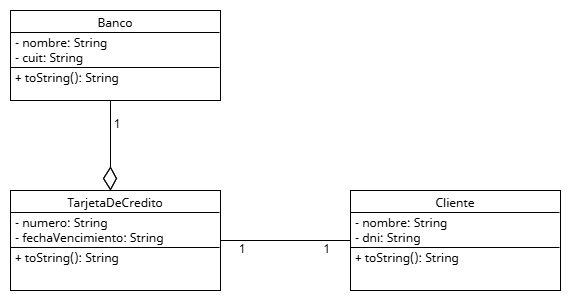 Banco
- nombre: String
- cuit: String
+ toString(): String
1
TarjetaDeCredito
- numero: String
- fechaVencimiento: String
+ toString(): String
1
1
Cliente
- nombre: String
- dni: String
+ toString(): String